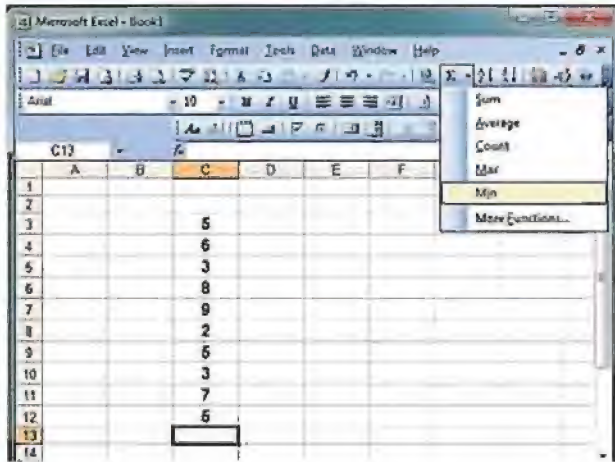 Microsoft Excel - Book1
File Edit View Insert Format Tools Data Window Help
Arial 10 B I U
Σ
Sum
Average
Count
Max
Min
More Functions...
C13 fx
A B C D E F
1
2
3 5
4 6
5 3
6 8
7 9
8 2
9 5
10 3
11 7
12 5
13
14